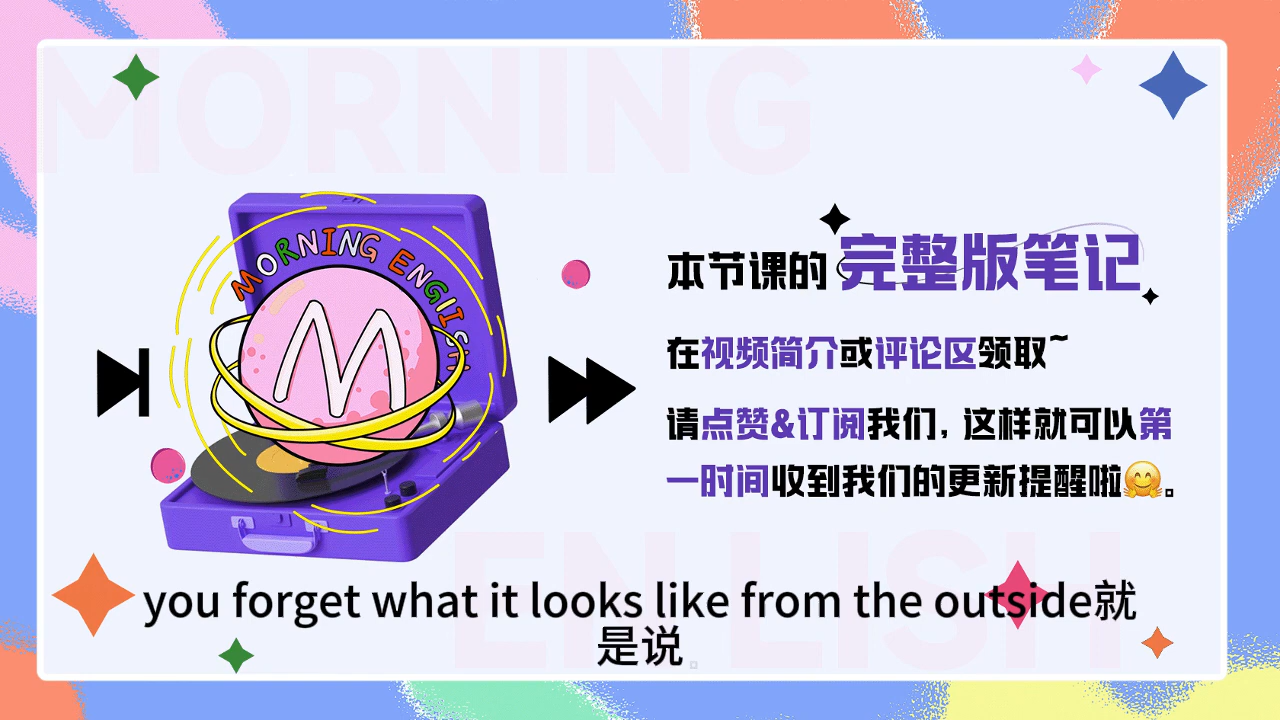 MORNING
MORNING ENGlISH
M
本节课的 完整版笔记
在视频简介或评论区领取~
请点赞&订阅我们, 这样就可以第
一时间收到我们的更新提醒啦🤗。
EN LISH
you forget what it looks like from the outside就
是说